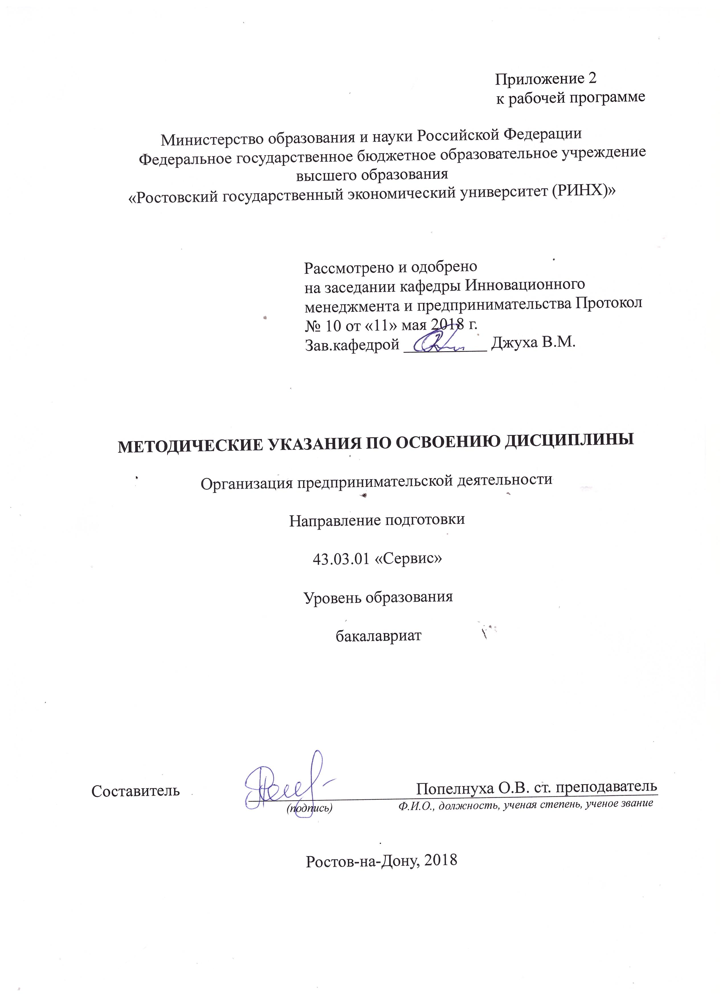 Приложение 2
к рабочей программе
Министерство образования и науки Российской Федерации
Федеральное государственное бюджетное образовательное учреждение
высшего образования
«Ростовский государственный экономический университет (РИНХ)»
Рассмотрено и одобрено
на заседании кафедры Инновационного
менеджмента и предпринимательства Протокол
№ 10 от «11» мая 2018 г.
Зав.кафедрой __________ Джуха В.М.
МЕТОДИЧЕСКИЕ УКАЗАНИЯ ПО ОСВОЕНИЮ ДИСЦИПЛИНЫ
Организация предпринимательской деятельности
Направление подготовки
43.03.01 «Сервис»
Уровень образования
бакалавриат
Составитель Попелнуха О.В. ст. преподаватель
(подпись) Ф.И.О., должность, ученая степень, ученое звание
Ростов-на-Дону, 2018